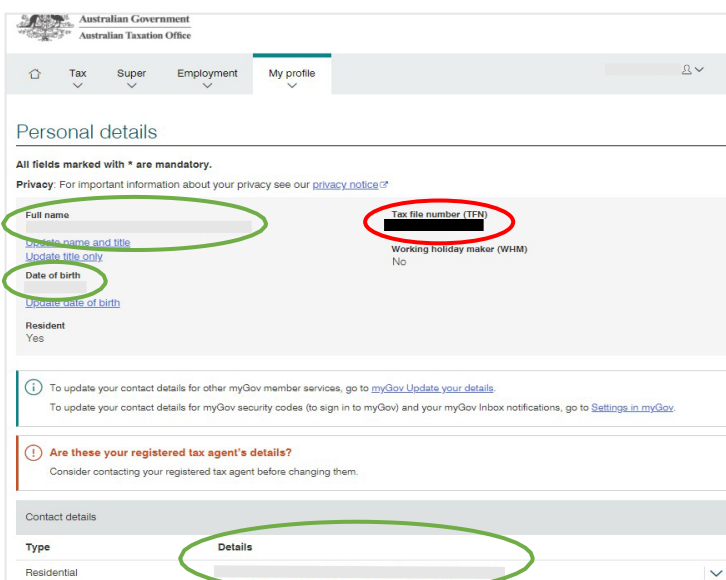 Australian Government
Australian Taxation Office
Tax
Super
Employment
My profile
Personal details
All fields marked with * are mandatory.
Privacy: For important information about your privacy see our privacy notice
Full name
Update name and title
Update title only
Date of birth
Update date of birth
Resident
Yes
Tax file number (TFN)
Working holiday maker (WHM)
No
To update your contact details for other myGov member services, go to myGov Update your details.
To update your contact details for myGov security codes (to sign in to myGov) and your myGov Inbox notifications, go to Settings in myGov.
Are these your registered tax agent's details?
Consider contacting your registered tax agent before changing them.
Contact details
Type Details
Residential